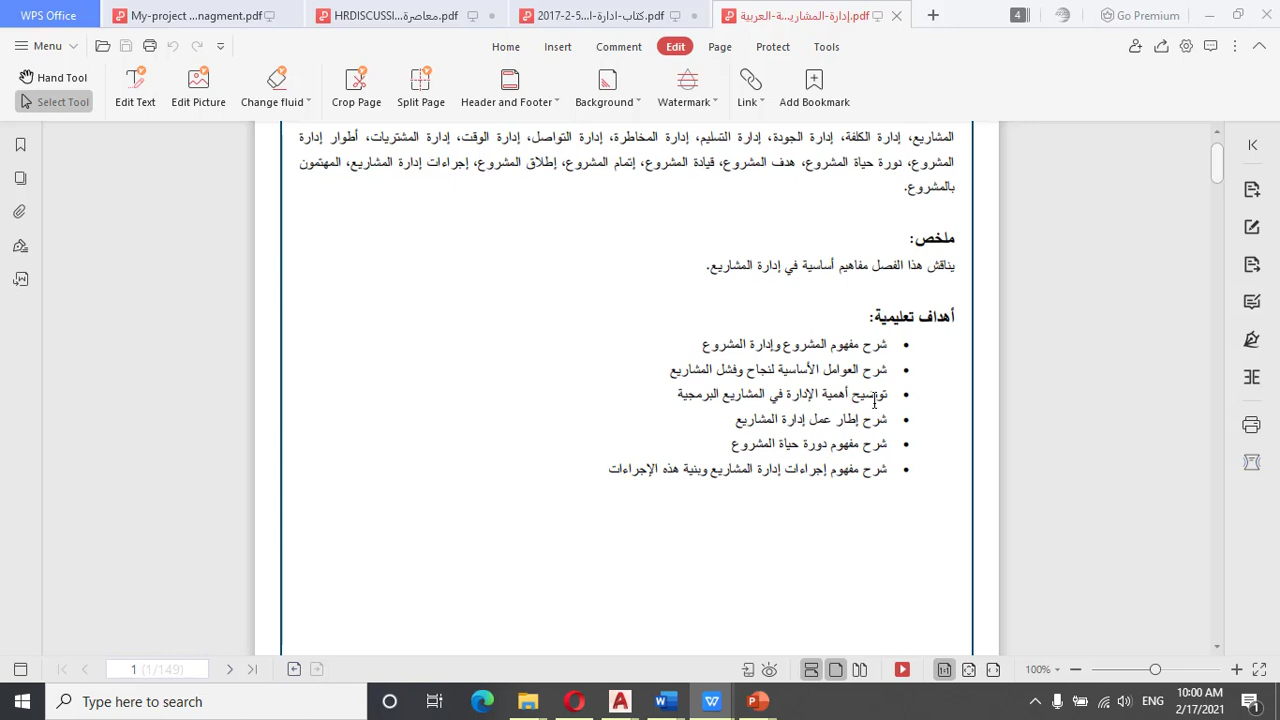 WPS Office
My-project ...nagment.pdf
HRDISCUSSI...معاصرة.pdf
2017-2-5...كتاب-ادارة-ا.pdf
إدارة-المشاريـ...ـة-العربية.pdf
4
Go Premium
Menu
Home Insert Comment Edit Page Protect Tools
Hand Tool
Select Tool
Edit Text
Edit Picture
Change fluid
Crop Page
Split Page
Header and Footer
Background
Watermark
Link
Add Bookmark
المشاريع، إدارة الكلفة، إدارة الجودة، إدارة التسليم، إدارة المخاطرة، إدارة التواصل، إدارة الوقت، إدارة المشتريات، أطوار إدارة
المشروع، دورة حياة المشروع، هدف المشروع، قيادة المشروع، إتمام المشروع، إطلاق المشروع، إجراءات إدارة المشاريع، المهتمون
بالمشروع.
ملخص:
يناقش هذا الفصل مفاهيم أساسية في إدارة المشاريع.
أهداف تعليمية:
• شرح مفهوم المشروع وإدارة المشروع
• شرح العوامل الأساسية لنجاح وفشل المشاريع
• توضيح أهمية الإدارة في المشاريع البرمجية
• شرح إطار عمل إدارة المشاريع
• شرح مفهوم دورة حياة المشروع
• شرح مفهوم إجراءات إدارة المشاريع وبنية هذه الإجراءات
1 (1/149)
100%
Type here to search
ENG
10:00 AM
2/17/2021
1